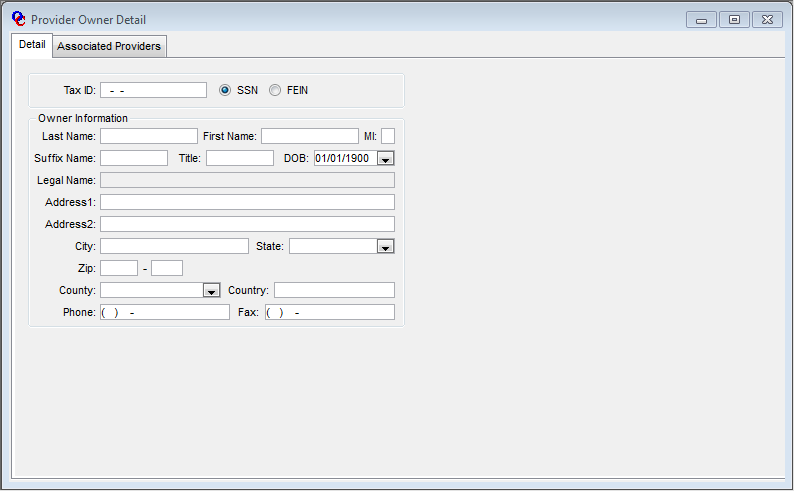 Provider Owner Detail
Detail Associated Providers
Tax ID: - - SSN FEIN
Owner Information
Last Name: First Name: MI:
Suffix Name: Title: DOB: 01/01/1900
Legal Name:
Address1:
Address2:
City: State:
Zip: -
County: Country:
Phone: ( ) - Fax: ( ) -